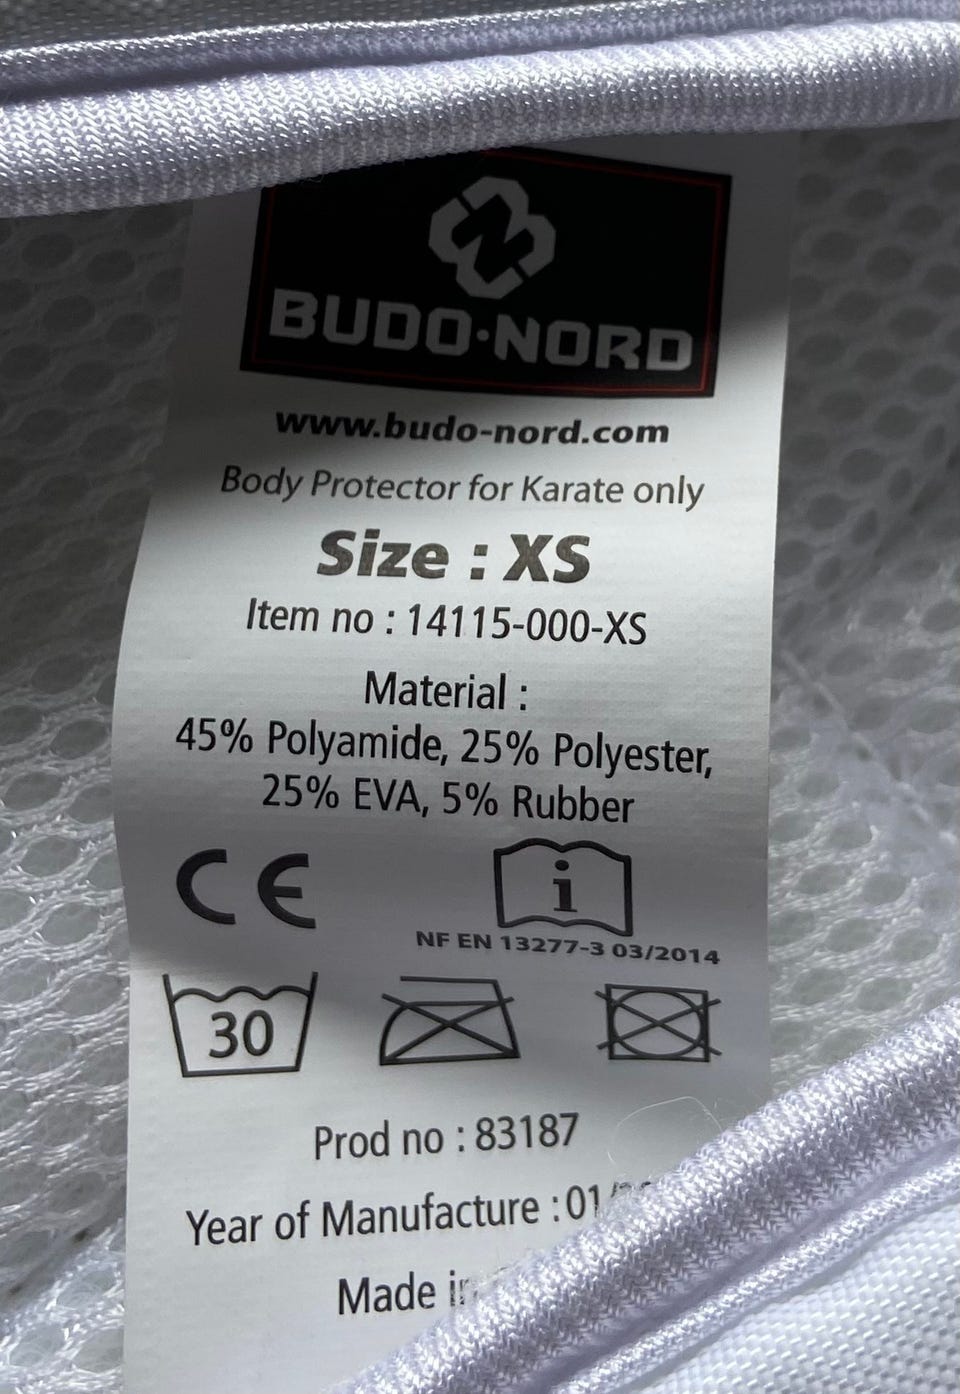 BUDO·NORD
www.budo-nord.com
Body Protector for Karate only
Size : XS
Item no : 14115-000-XS
Material :
45% Polyamide, 25% Polyester,
25% EVA, 5% Rubber
CE
i
NF EN 13277-3 03/2014
30
Prod no : 83187
Year of Manufacture : 01/
Made in